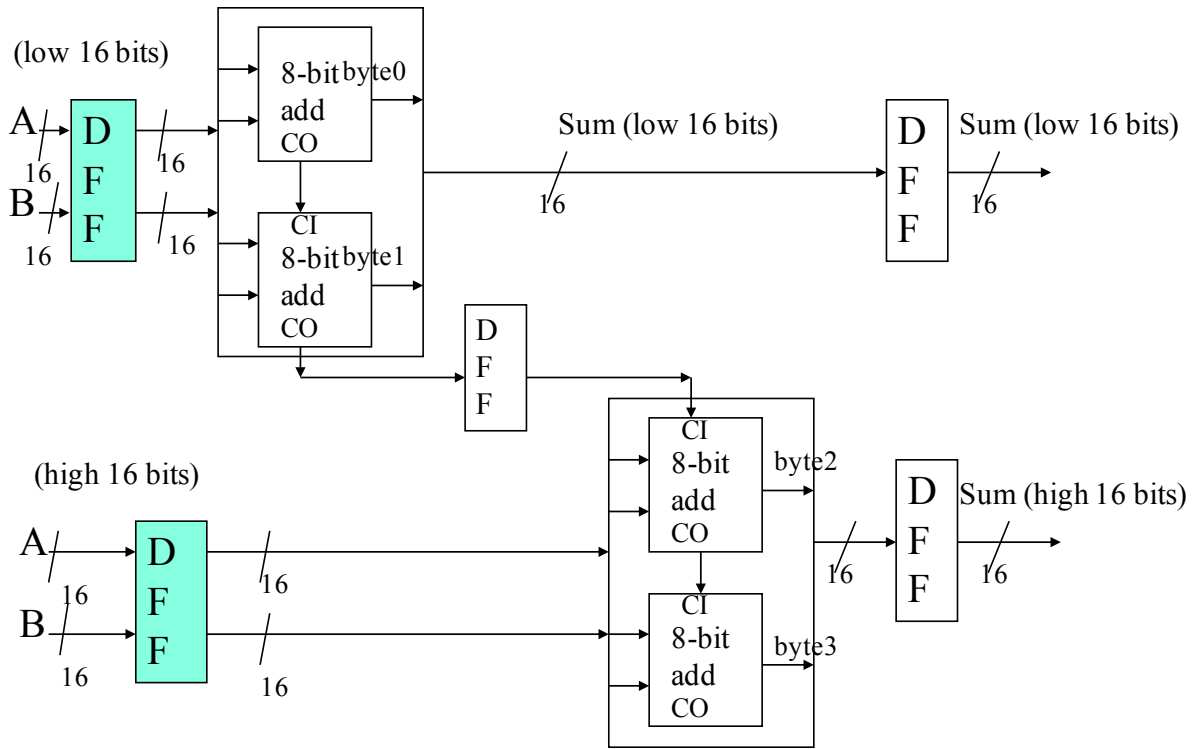 (low 16 bits)
A
16
B
16
D
F
F
16
16
8-bit
add
CO
byte0
CI
8-bit
add
CO
byte1
Sum (low 16 bits)
16
D
F
F
Sum (low 16 bits)
16
D
F
F
(high 16 bits)
A
16
B
16
D
F
F
16
16
CI
8-bit
add
CO
byte2
CI
8-bit
add
CO
byte3
16
D
F
F
Sum (high 16 bits)
16